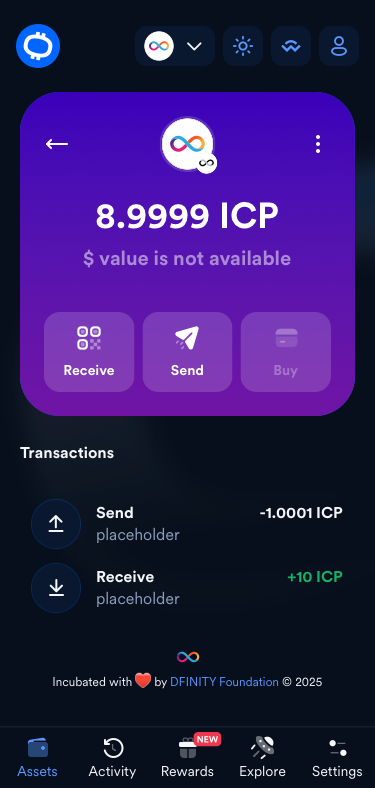 8.9999 ICP
$ value is not available
Receive Send Buy
Transactions
Send -1.0001 ICP
placeholder
Receive +10 ICP
placeholder
Incubated with ❤️ by DFINITY Foundation © 2025
NEW
Assets Activity Rewards Explore Settings